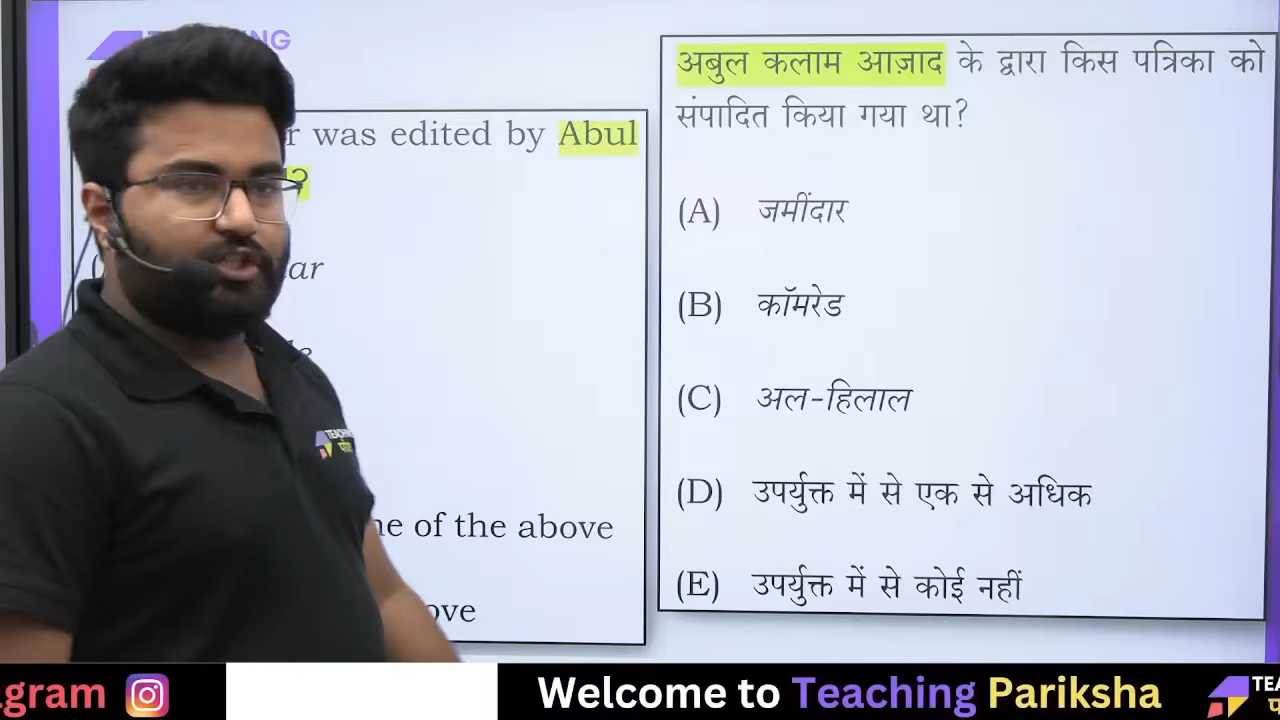 r was edited by Abul
?
ar
ne of the above
ove
अबुल कलाम आज़ाद के द्वारा किस पत्रिका को
संपादित किया गया था?
(A) जमींदार
(B) कॉमरेड
(C) अल-हिलाल
(D) उपर्युक्त में से एक से अधिक
(E) उपर्युक्त में से कोई नहीं
agram
Welcome to Teaching Pariksha